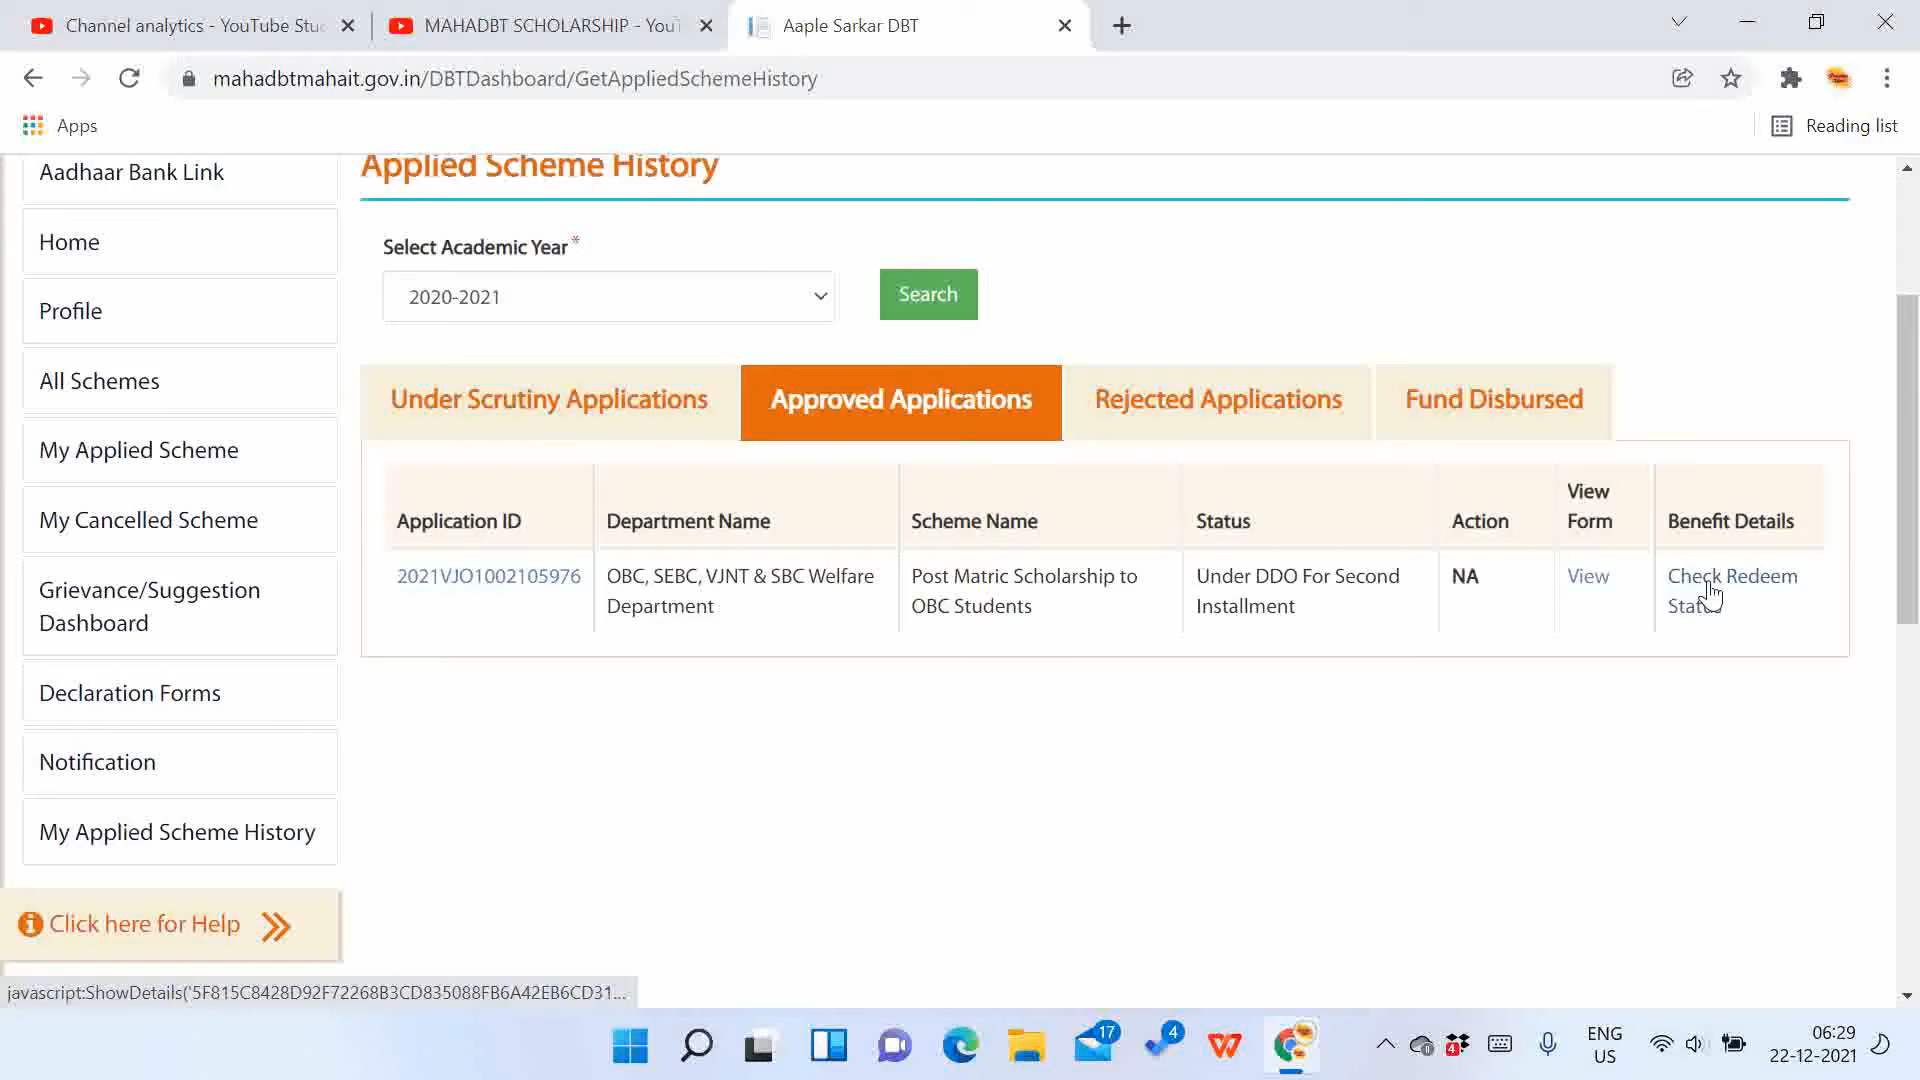 Channel analytics - YouTube Stu
MAHADBT SCHOLARSHIP - You
Aaple Sarkar DBT
mahadbtmahait.gov.in/DBTDashboard/GetAppliedSchemeHistory
Apps
Reading list
Aadhaar Bank Link
Home
Profile
All Schemes
My Applied Scheme
My Cancelled Scheme
Grievance/Suggestion
Dashboard
Declaration Forms
Notification
My Applied Scheme History
Click here for Help
Applied Scheme History
Select Academic Year *
2020-2021
Search
Under Scrutiny Applications
Approved Applications
Rejected Applications
Fund Disbursed
Application ID
Department Name
Scheme Name
Status
Action
View
Form
Benefit Details
2021VJO1002105976
OBC, SEBC, VJNT & SBC Welfare
Department
Post Matric Scholarship to
OBC Students
Under DDO For Second
Installment
NA
View
Check Redeem
Status
javascript:ShowDetails('5F815C8428D92F72268B3CD835088FB6A42EB6CD31...
17
4
4
ENG
US
06:29
22-12-2021